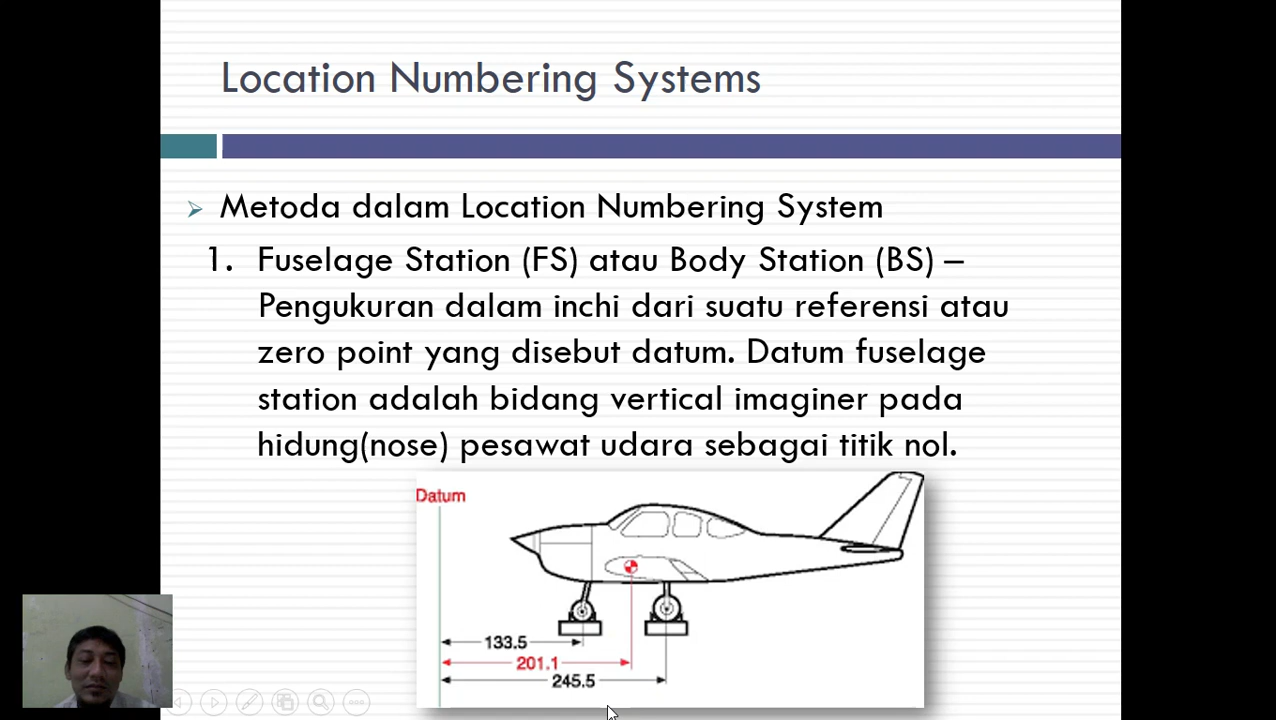 Location Numbering Systems
Metoda dalam Location Numbering System
1. Fuselage Station (FS) atau Body Station (BS) –
Pengukuran dalam inchi dari suatu referensi atau
zero point yang disebut datum. Datum fuselage
station adalah bidang vertical imaginer pada
hidung(nose) pesawat udara sebagai titik nol.
Datum
133.5
201.1
245.5